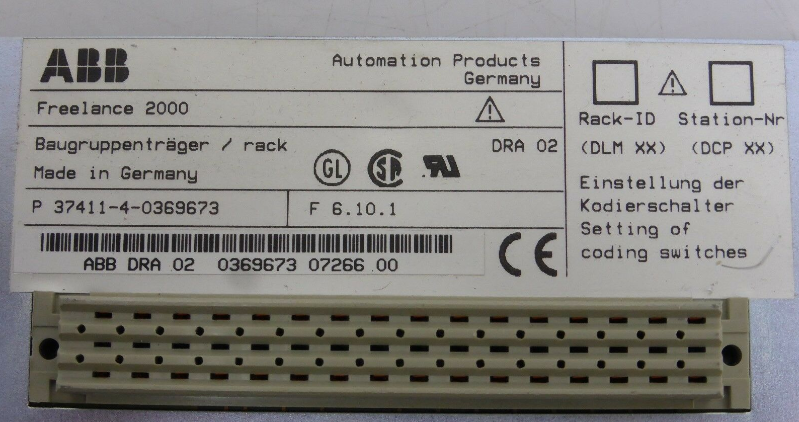 ABB
Automation Products
Germany
Freelance 2000
Baugruppenträger / rack
DRA 02
Made in Germany
GL
P 37411-4-0369673
F 6.10.1
ABB DRA 02 0369673 07266 00
CE
Rack-ID Station-Nr
(DLM XX) (DCP XX)
Einstellung der
Kodierschalter
Setting of
coding switches